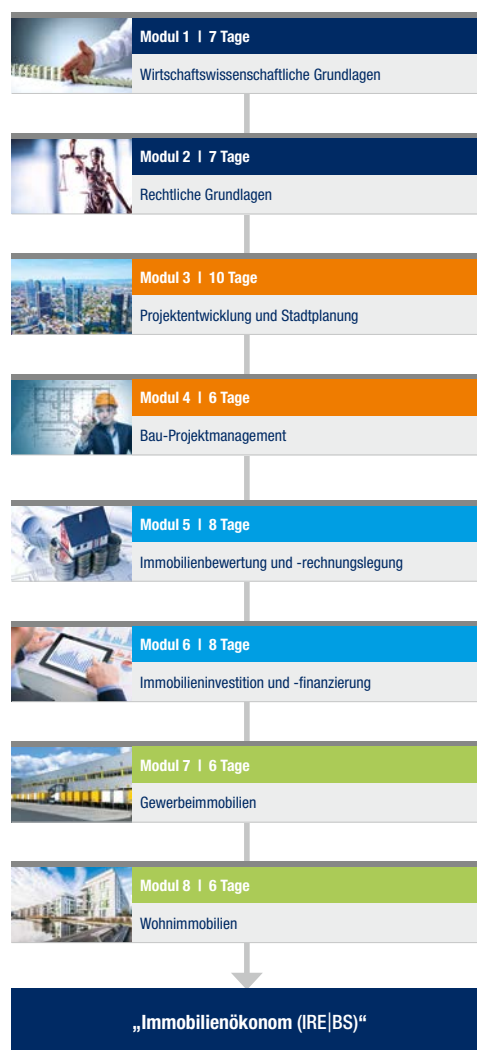 Modul 1 | 7 Tage
Wirtschaftswissenschaftliche Grundlagen
Modul 2 | 7 Tage
Rechtliche Grundlagen
Modul 3 | 10 Tage
Projektentwicklung und Stadtplanung
Modul 4 | 6 Tage
Bau-Projektmanagement
Modul 5 | 8 Tage
Immobilienbewertung und -rechnungslegung
Modul 6 | 8 Tage
Immobilieninvestition und -finanzierung
Modul 7 | 6 Tage
Gewerbeimmobilien
Modul 8 | 6 Tage
Wohnimmobilien
„Immobilienökonom (IRE|BS)“